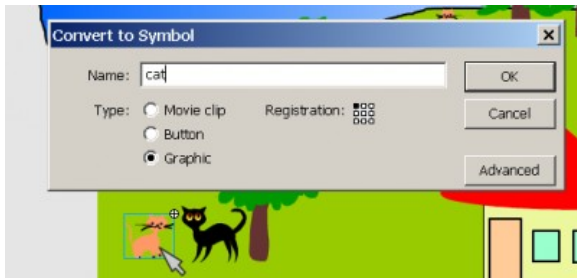 Convert to Symbol
Name: cat
OK
Type: Movie clip Registration:
Cancel
Button
Graphic
Advanced